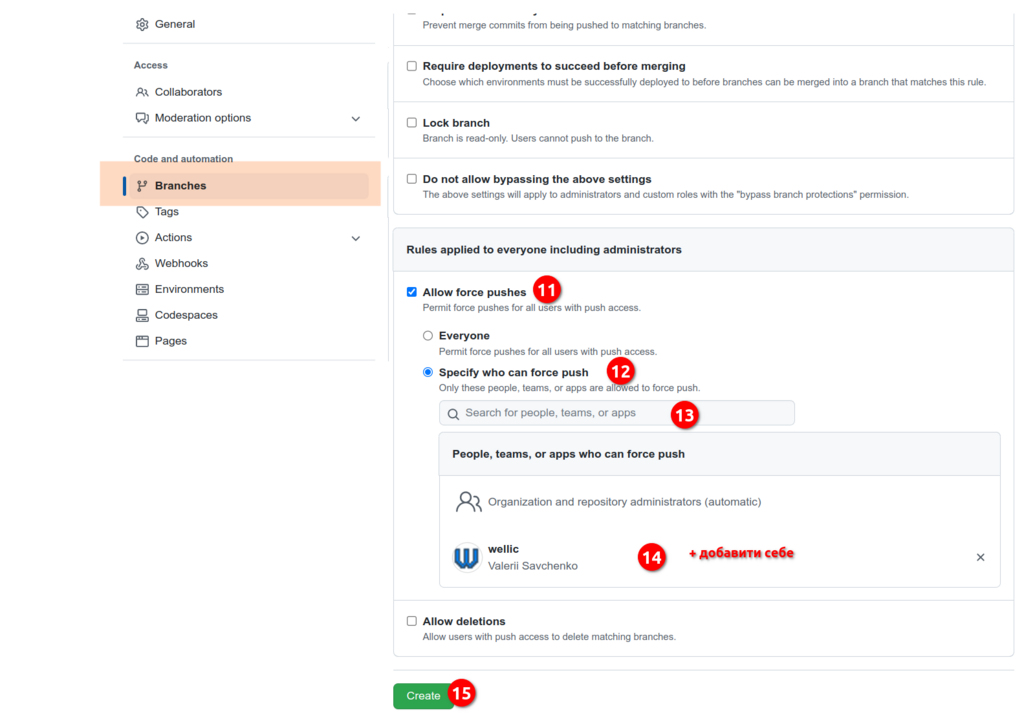 General
Access
Collaborators
Moderation options
Code and automation
Branches
Tags
Actions
Webhooks
Environments
Codespaces
Pages
Prevent merge commits from being pushed to matching branches.
Require deployments to succeed before merging
Choose which environments must be successfully deployed to before branches can be merged into a branch that matches this rule.
Lock branch
Branch is read-only. Users cannot push to the branch.
Do not allow bypassing the above settings
The above settings will apply to administrators and custom roles with the "bypass branch protections" permission.
Rules applied to everyone including administrators
Allow force pushes 11
Permit force pushes for all users with push access.
Everyone
Permit force pushes for all users with push access.
Specify who can force push 12
Only these people, teams, or apps are allowed to force push.
Search for people, teams, or apps 13
People, teams, or apps who can force push
Organization and repository administrators (automatic)
wellic
Valerii Savchenko
14 + добавити себе
Allow deletions
Allow users with push access to delete matching branches.
Create 15